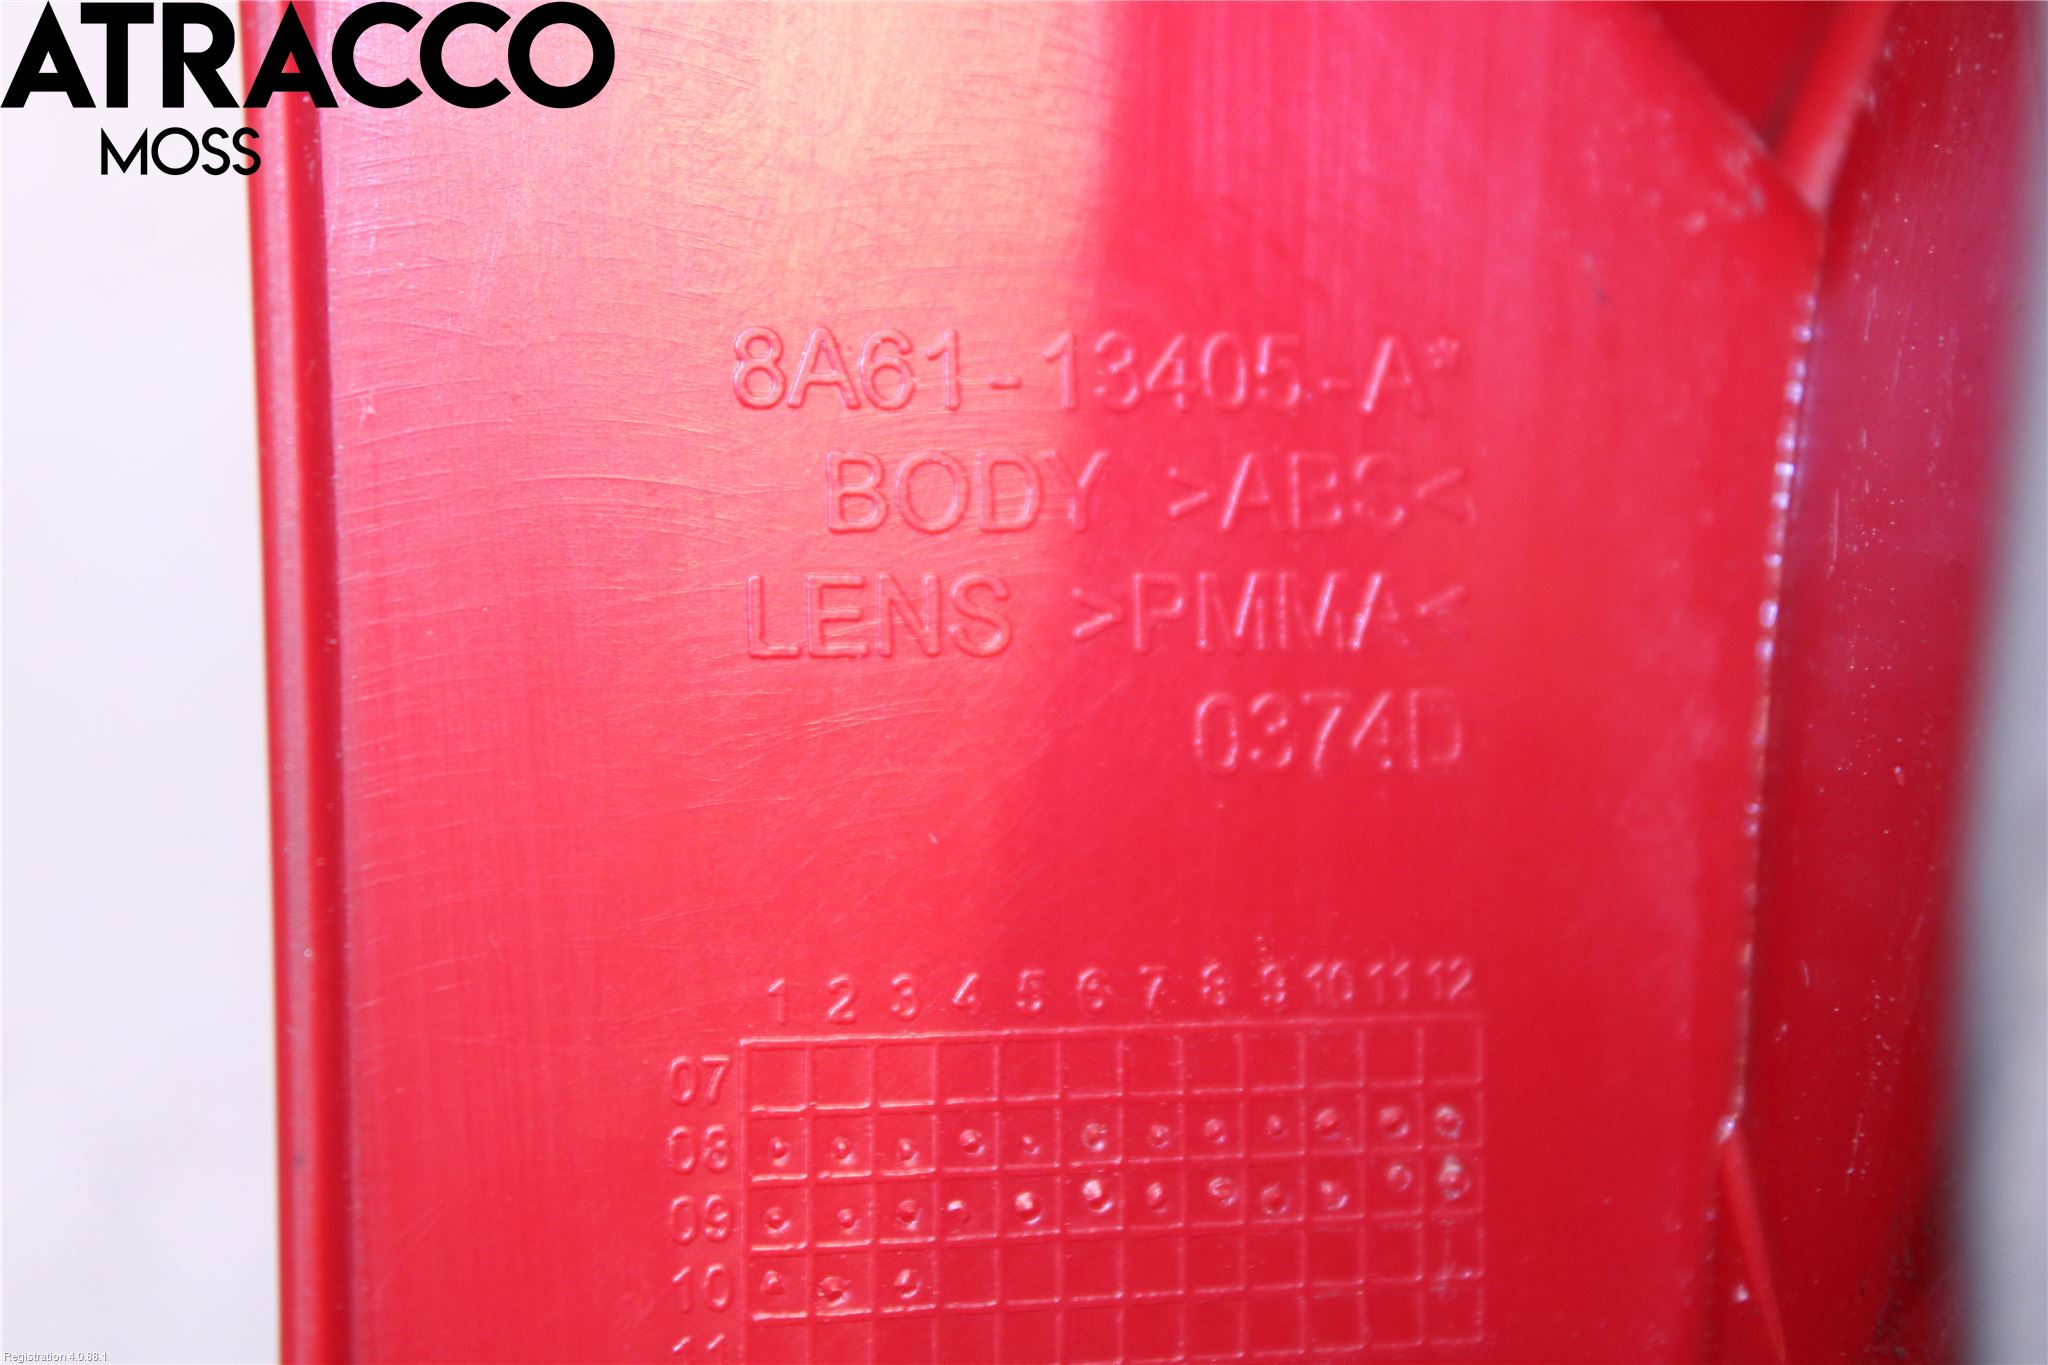 ATRACCO
MOSS
8A61-13405-A*
BODY >ABS<
LENS >PMMA<
0374D
1 2 3 4 5 6 7 8 9 10 11 12
07
08
09
10
11
Registration 4.0.88.1